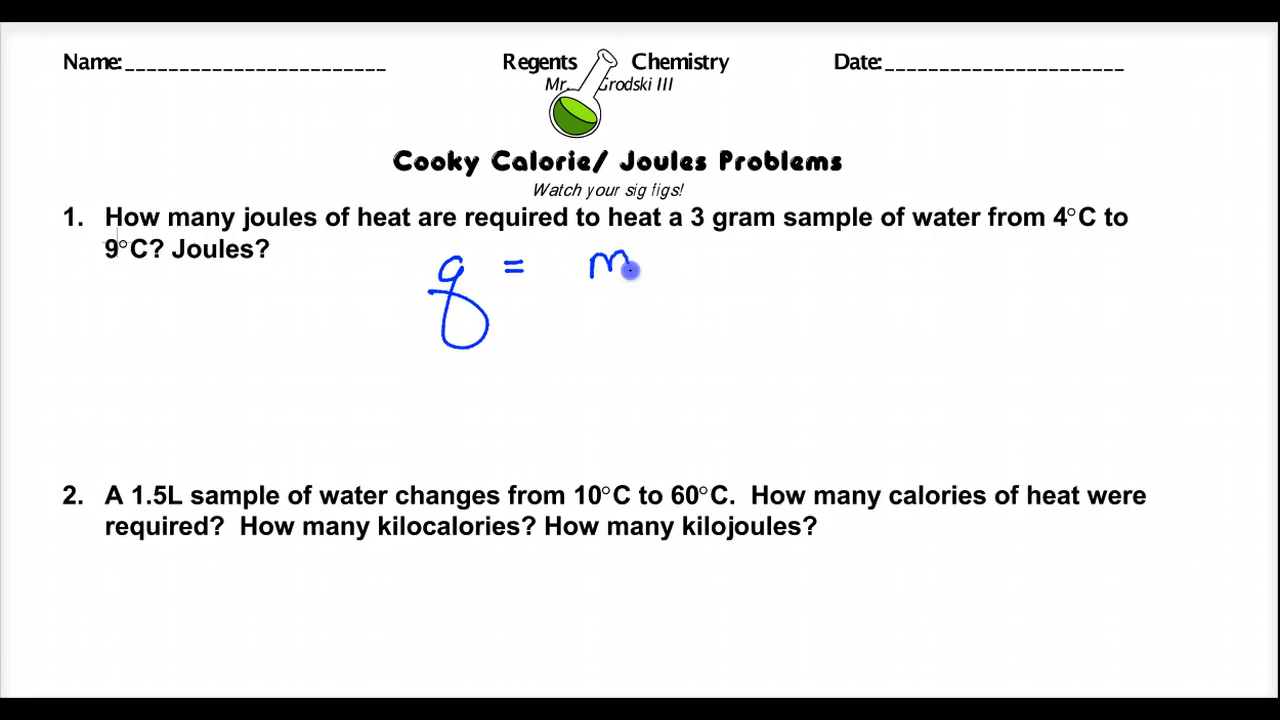 Name:________________________ Regents Chemistry Date:______________________
Mr. Grodski III
Cooky Calorie/ Joules Problems
Watch your sig figs!
1. How many joules of heat are required to heat a 3 gram sample of water from 4°C to
9°C? Joules?
q = m
2. A 1.5L sample of water changes from 10°C to 60°C. How many calories of heat were
required? How many kilocalories? How many kilojoules?